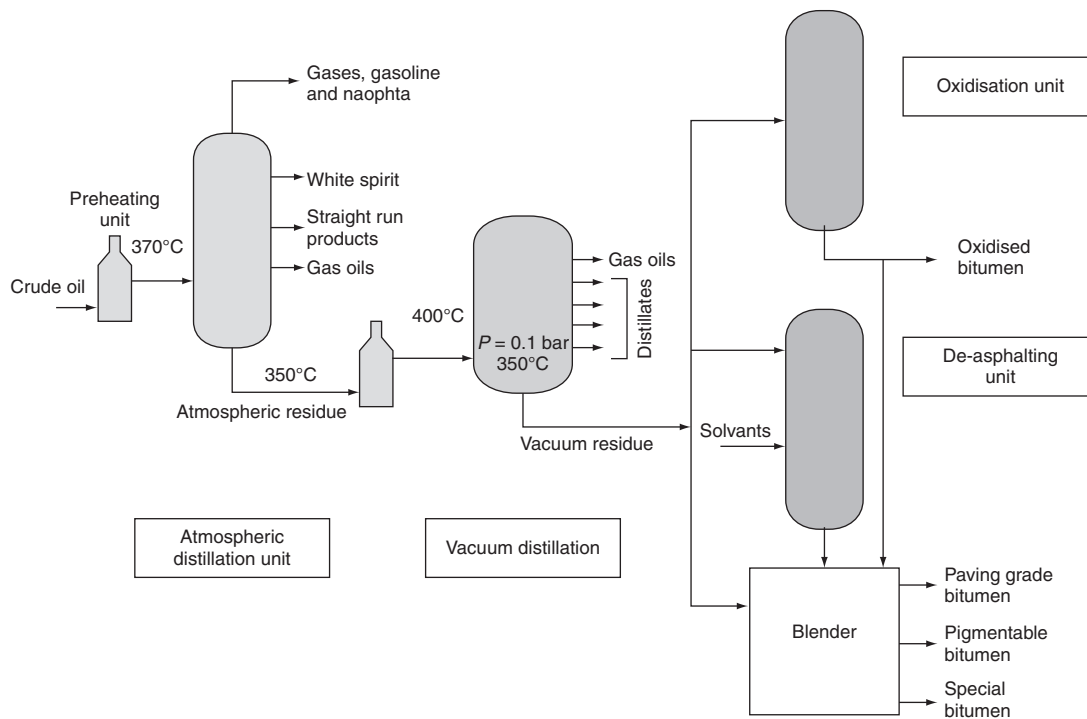 Gases, gasoline
and naophta
Oxidisation unit
White spirit
Preheating
unit
370°C
Straight run
products
Gas oils
Crude oil
Oxidised
bitumen
Gas oils
Distillates
400°C
P = 0.1 bar
350°C
350°C
Atmospheric residue
De-asphalting
unit
Vacuum residue
Solvants
Atmospheric
distillation unit
Vacuum distillation
Blender
Paving grade
bitumen
Pigmentable
bitumen
Special
bitumen